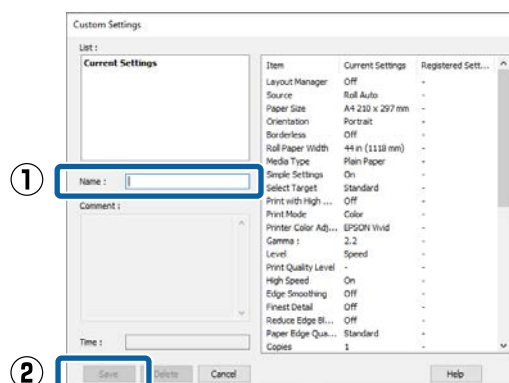 Custom Settings
List :
Current Settings
① Name :
Comment :
Time :
② Save Delete Cancel
Item Current Settings Registered Sett...
Layout Manager Off -
Source Roll Auto -
Paper Size A4 210 x 297 mm -
Orientation Portrait -
Borderless Off -
Roll Paper Width 44 in (1118 mm) -
Media Type Plain Paper -
Simple Settings On -
Select Target Standard -
Print with High ... Off -
Print Mode Color -
Printer Color Adj... EPSON Vivid -
Gamma : 2.2 -
Level Speed -
Print Quality Level - -
High Speed On -
Edge Smoothing Off -
Finest Detail Off -
Reduce Edge Bl... Off -
Paper Edge Qua... Standard -
Copies 1 -
Help